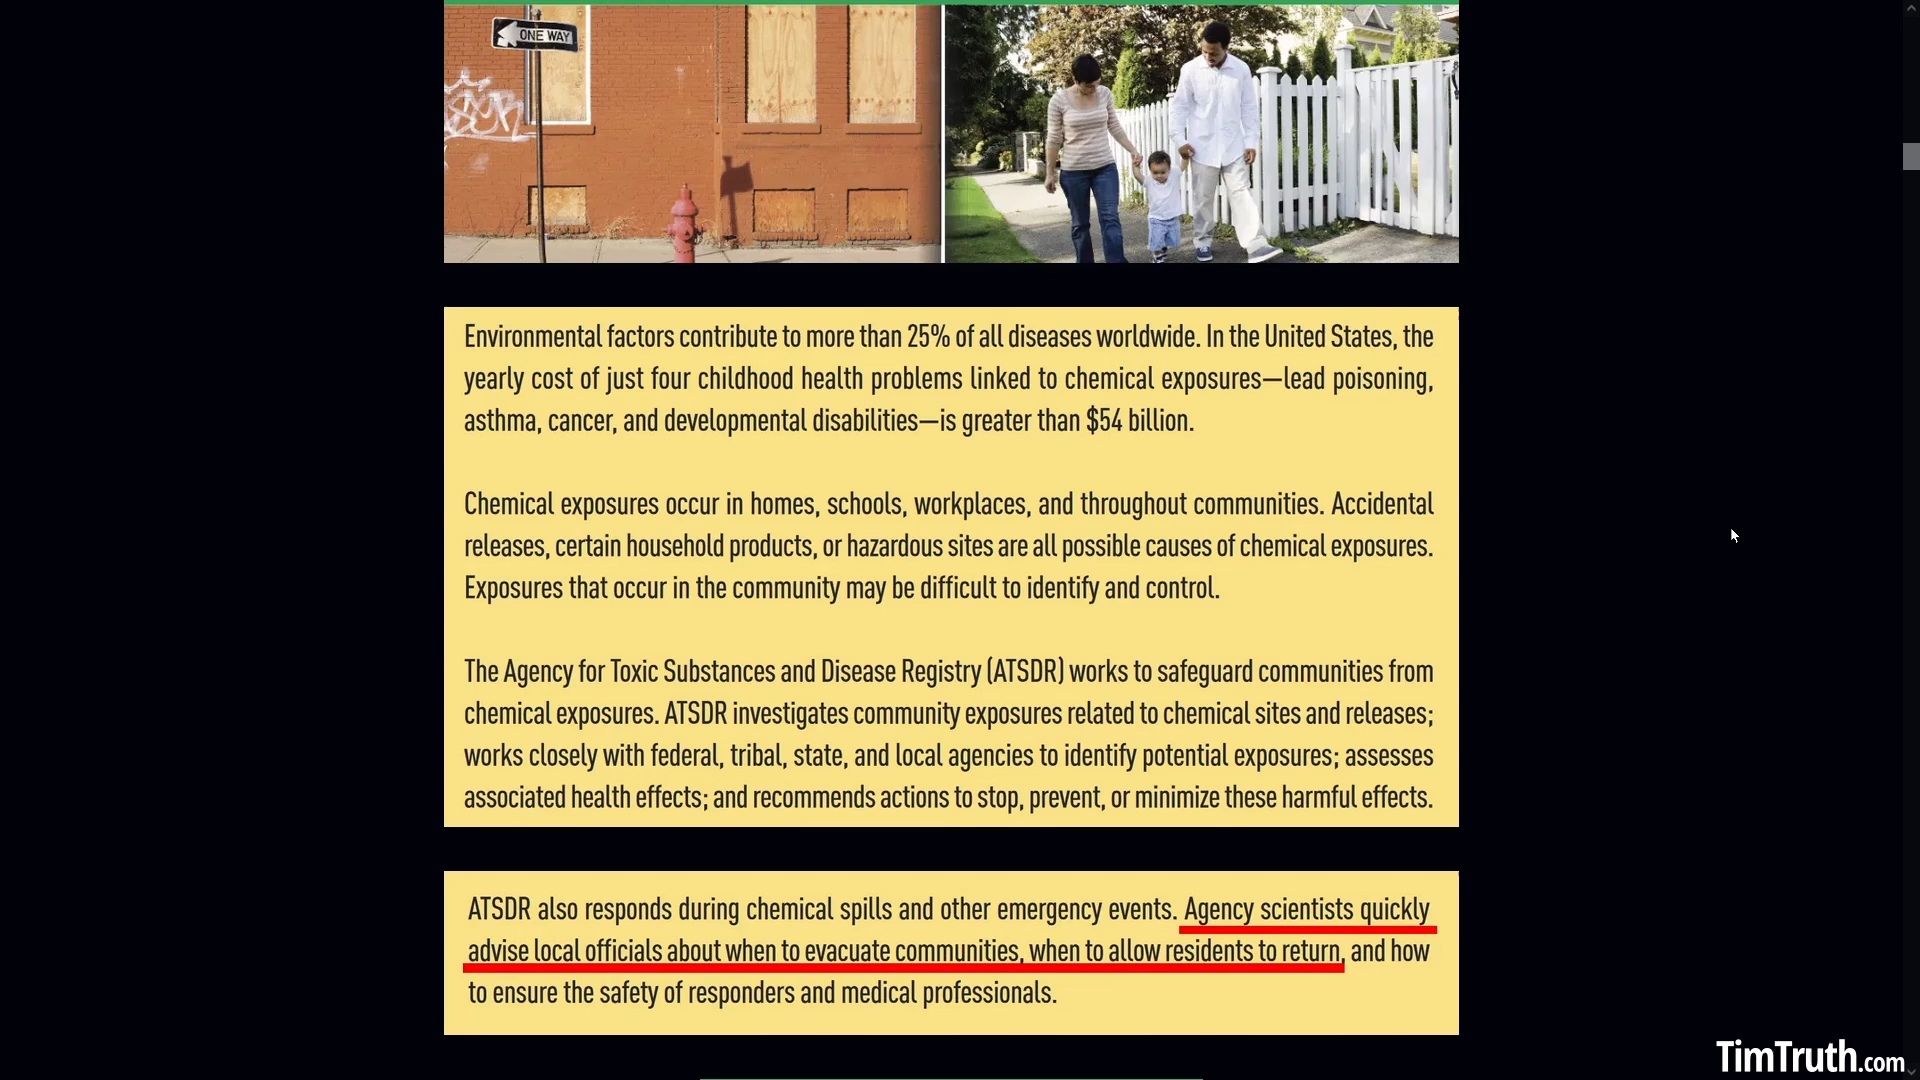 ONE WAY
Environmental factors contribute to more than 25% of all diseases worldwide. In the United States, the
yearly cost of just four childhood health problems linked to chemical exposures—lead poisoning,
asthma, cancer, and developmental disabilities—is greater than $54 billion.
Chemical exposures occur in homes, schools, workplaces, and throughout communities. Accidental
releases, certain household products, or hazardous sites are all possible causes of chemical exposures.
Exposures that occur in the community may be difficult to identify and control.
The Agency for Toxic Substances and Disease Registry (ATSDR) works to safeguard communities from
chemical exposures. ATSDR investigates community exposures related to chemical sites and releases;
works closely with federal, tribal, state, and local agencies to identify potential exposures; assesses
associated health effects; and recommends actions to stop, prevent, or minimize these harmful effects.
ATSDR also responds during chemical spills and other emergency events. Agency scientists quickly
advise local officials about when to evacuate communities, when to allow residents to return, and how
to ensure the safety of responders and medical professionals.
TimTruth.com